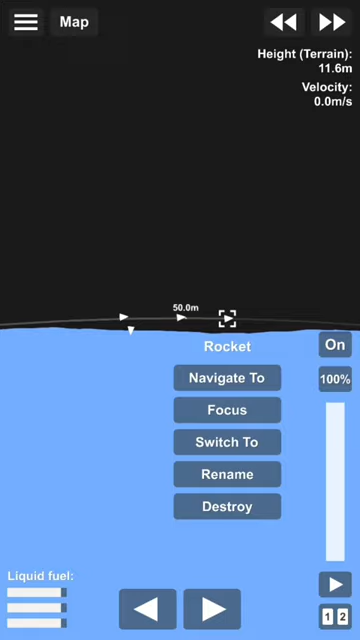 Map
Height (Terrain):
11.6m
Velocity:
0.0m/s
50.0m
Rocket
On
Navigate To
100%
Focus
Switch To
Rename
Destroy
Liquid fuel:
1 2